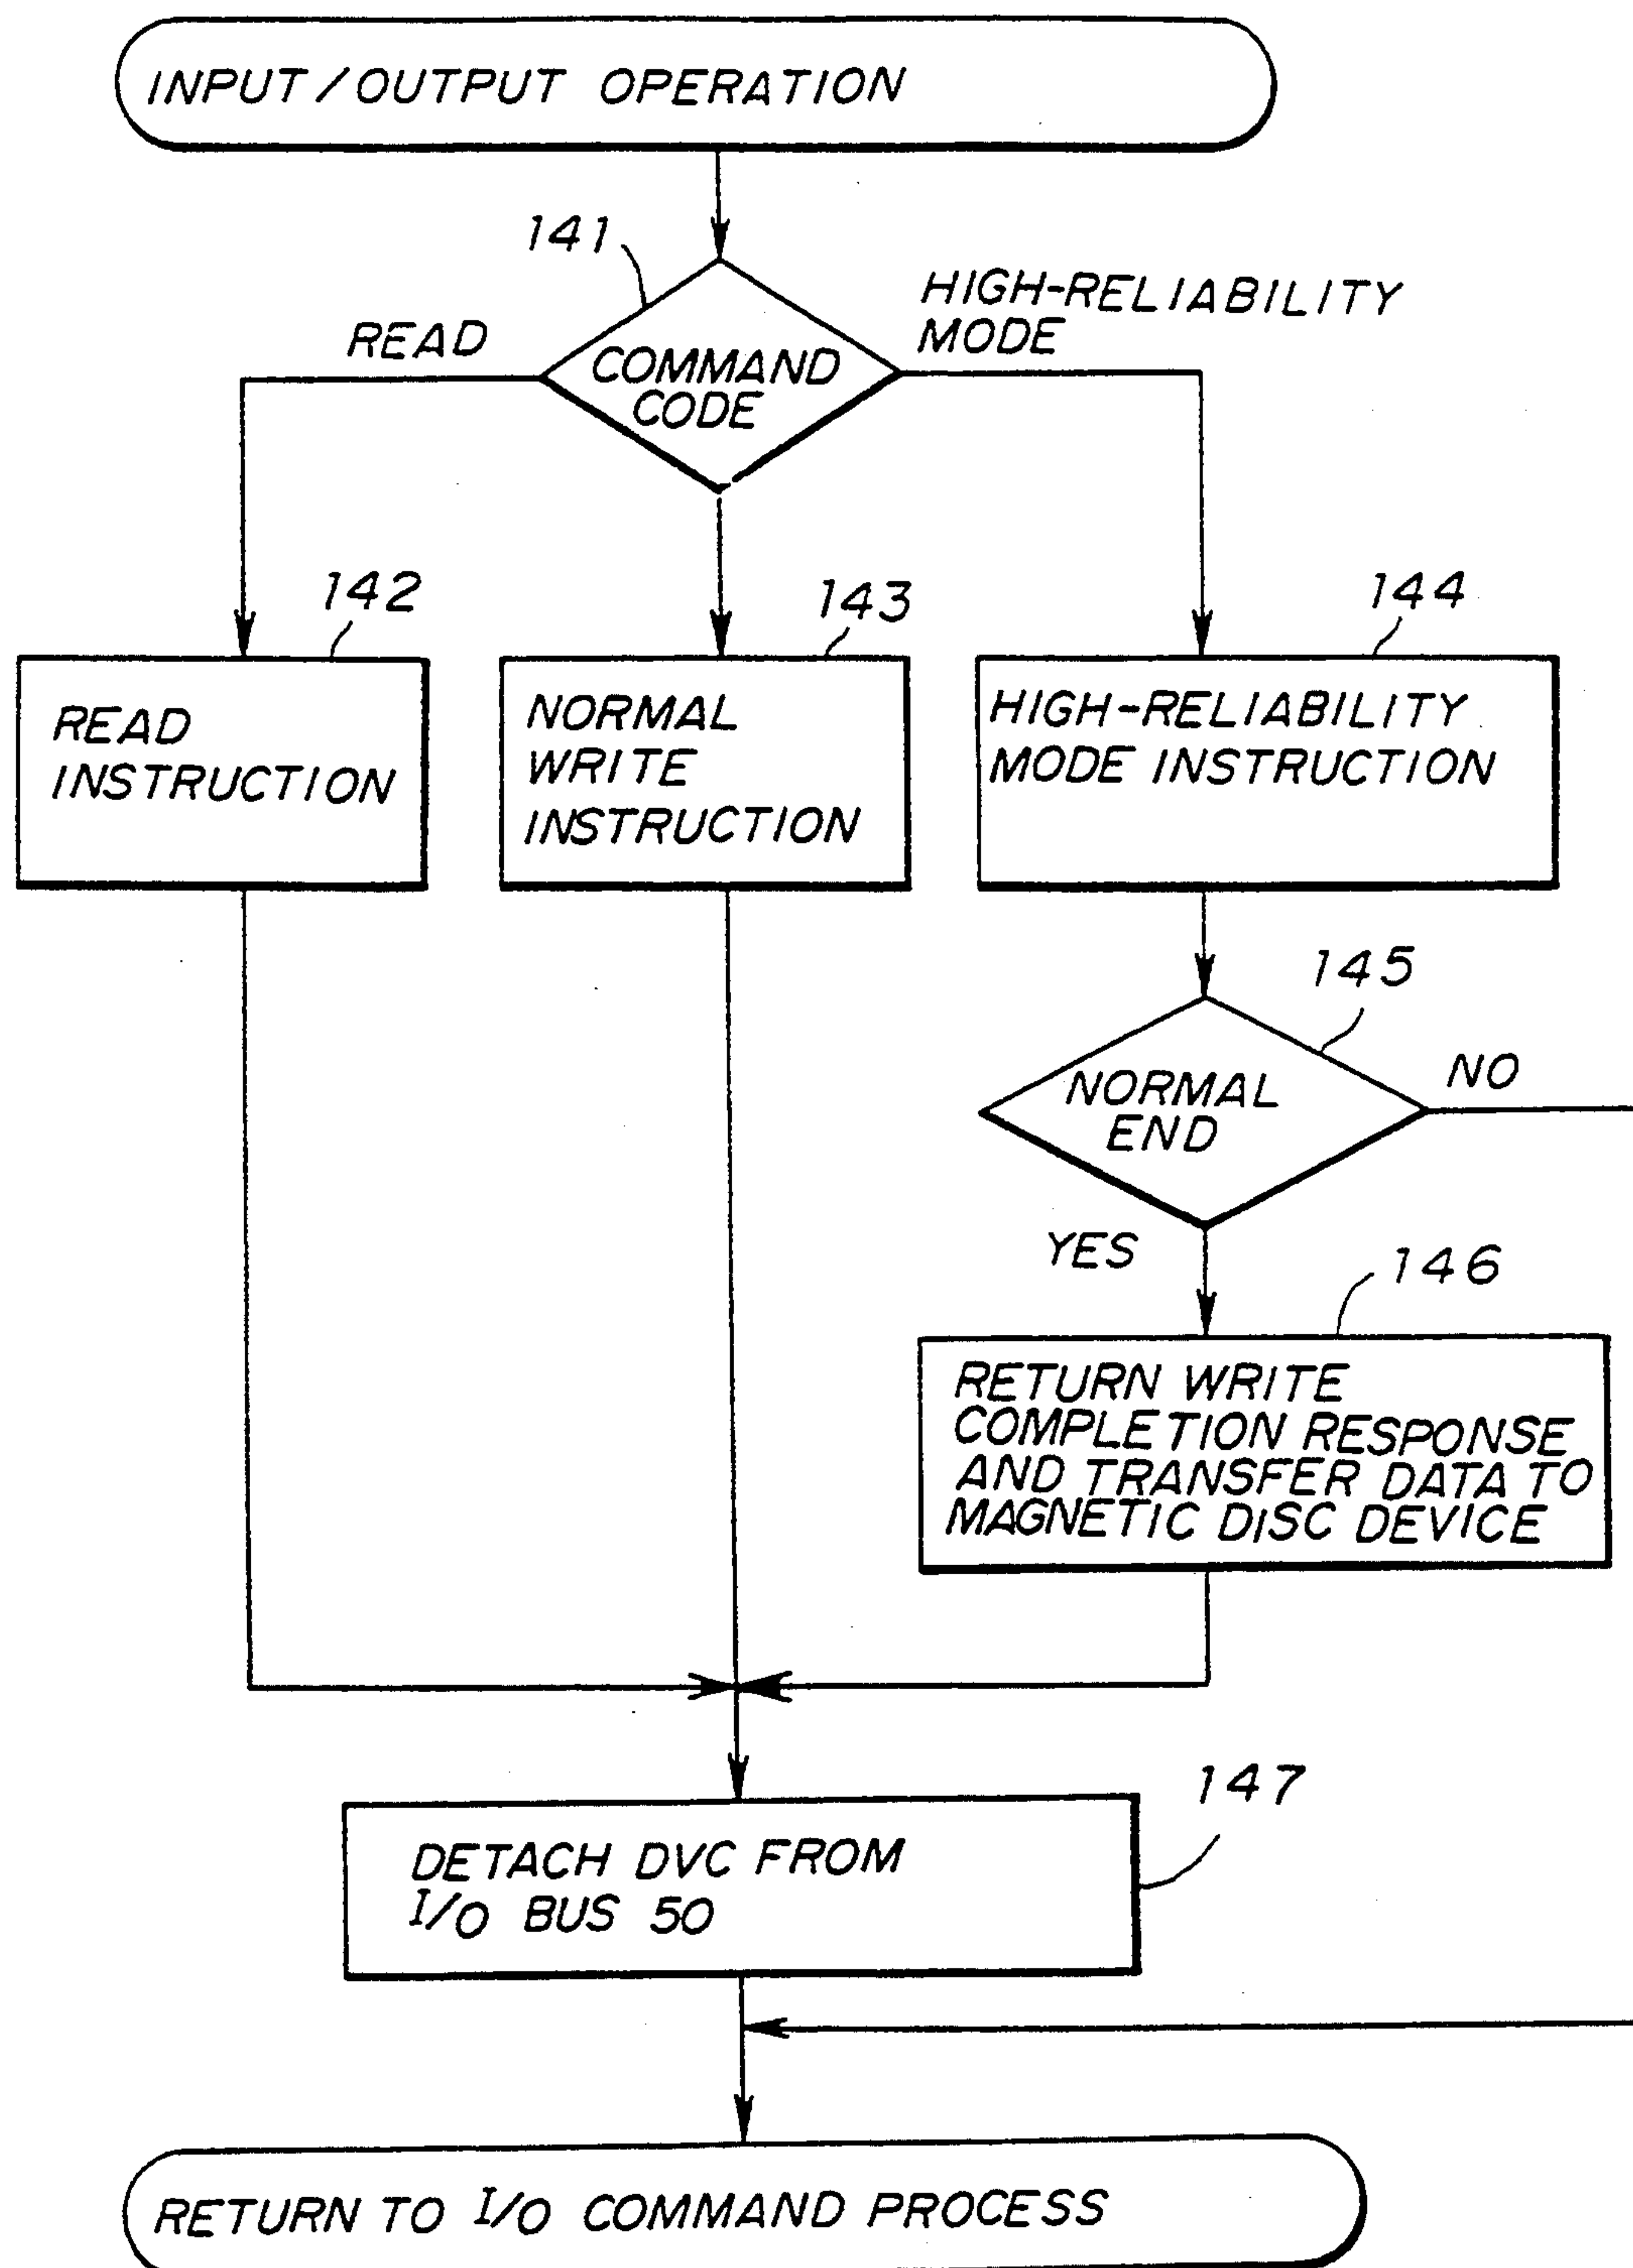 INPUT/OUTPUT OPERATION
141
READ
HIGH-RELIABILITY
MODE
COMMAND
CODE
142
143
144
READ
INSTRUCTION
NORMAL
WRITE
INSTRUCTION
HIGH-RELIABILITY
MODE INSTRUCTION
145
NORMAL
END
NO
YES
146
RETURN WRITE
COMPLETION RESPONSE
AND TRANSFER DATA TO
MAGNETIC DISC DEVICE
147
DETACH DVC FROM
I/O BUS 50
RETURN TO I/O COMMAND PROCESS